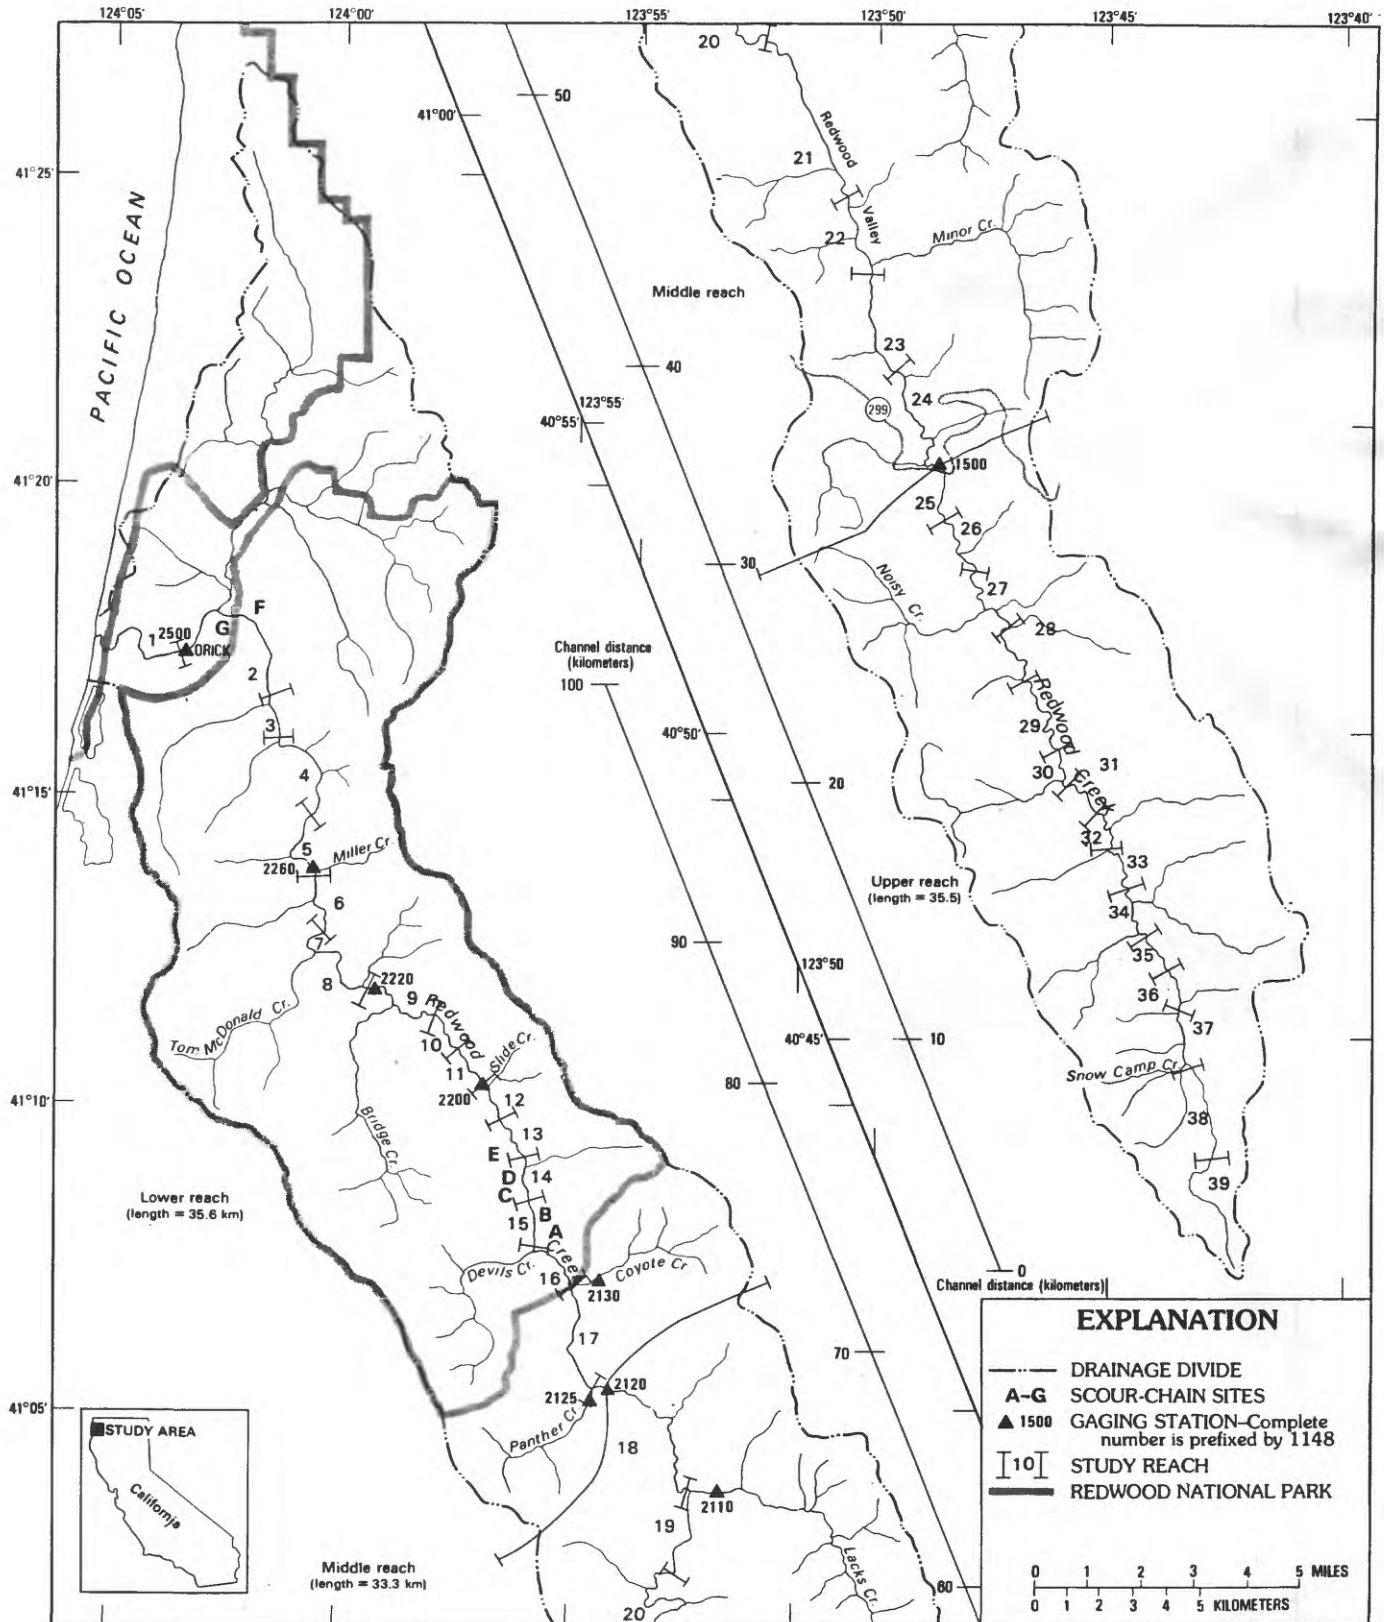 124°05'
124°00'
123°55'
123°50'
123°45'
123°40'
20
50
41°00'
Redwood
21
41°25'
PACIFIC OCEAN
Valley
22
Minor Cr.
Middle reach
23
40
123°55'
24
299
40°55'
1500
41°20'
25
26
30
Noisy Cr.
27
F
G
28
1
2500
ORICK
Channel distance
(kilometers)
100
2
Redwood
29
3
40°50'
31
30
Creek
4
20
41°15'
32
5
Miller Cr.
2260
33
Upper reach
(length = 35.5)
6
34
7
90
35
123°50
2220
8
9
36
Redwood
37
Tom McDonald Cr.
10
Slide Cr.
40°45'
10
11
Snow Camp Cr.
80
2200
12
41°10'
38
Bridge Cr.
13
E
D
14
39
C
Lower reach
(length = 35.6 km)
B
15
A
Creek
Devils Cr.
16
Coyote Cr
0
Channel distance (kilometers)
2130
17
70
2125
2120
41°05'
Panther Cr.
18
2110
19
Lacks Cr.
Middle reach
(length = 33.3 km)
60
20
STUDY AREA
California
EXPLANATION
DRAINAGE DIVIDE
A–G SCOUR-CHAIN SITES
1500 GAGING STATION–Complete
number is prefixed by 1148
10 STUDY REACH
REDWOOD NATIONAL PARK
0 1 2 3 4 5 MILES
0 1 2 3 4 5 KILOMETERS